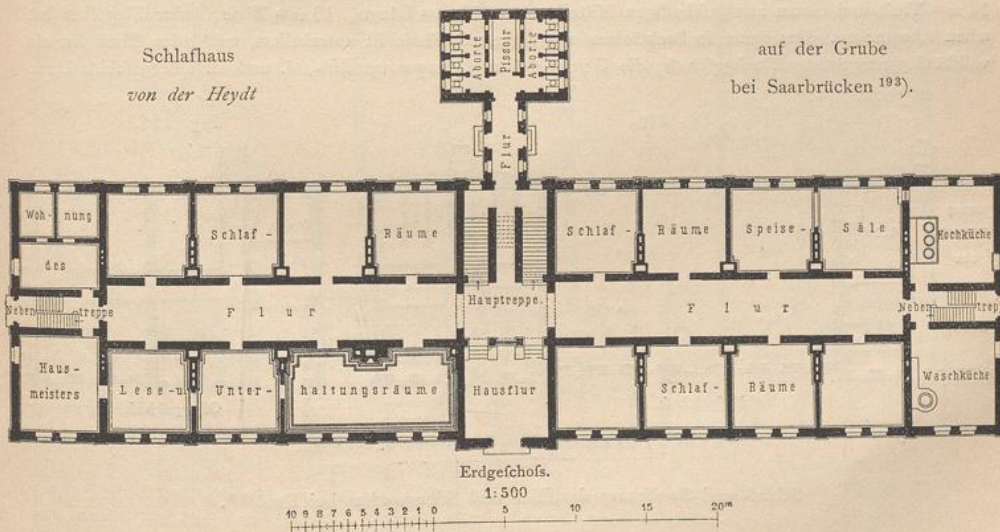 Schlafhaus
von der Heydt
auf der Grube
bei Saarbrücken 193).
Aborte
Pissoir
Aborte
Flur
Woh-
nung
des
Schlaf-
Räume
Schlaf-
Räume
Speise-
Säle
Kochküche
Neben
treppe
Flur
Hauptreppe.
Flur
Neben
trep
Haus-
meisters
Lese-u.
Unter-
haltungsräume
Hausflur
Schlaf-
Räume
Waschküche
Erdgeſchoſs.
1:500
10 9 8 7 6 5 4 3 2 1 0 5 10 15 20m